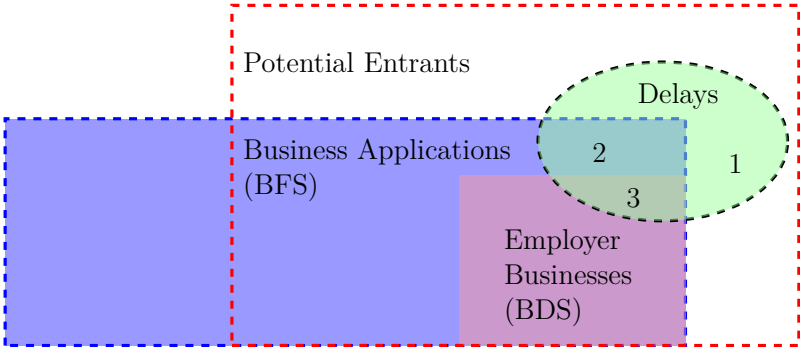 Potential Entrants
Delays
Business Applications
(BFS)
2
1
3
Employer
Businesses
(BDS)